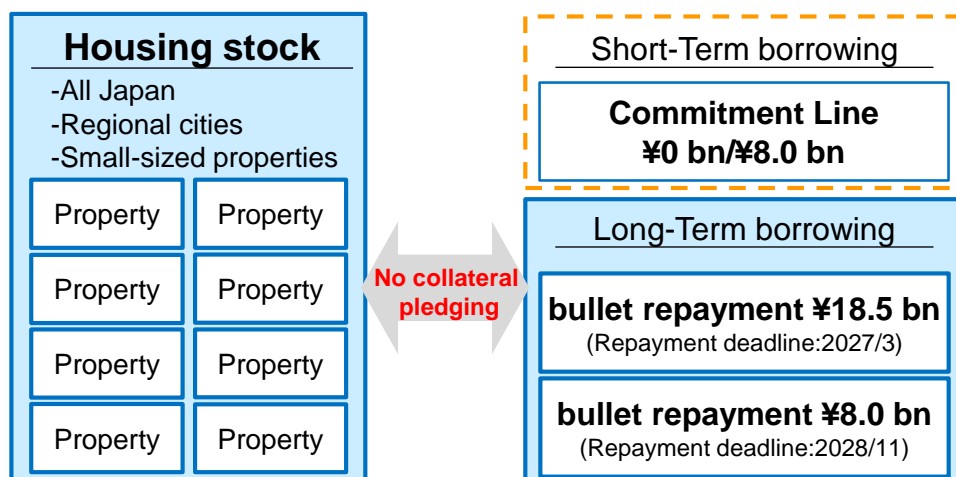 Housing stock
-All Japan
-Regional cities
-Small-sized properties
Property Property
Property Property
Property Property
Property Property
No collateral
pledging
Short-Term borrowing
Commitment Line
¥0 bn/¥8.0 bn
Long-Term borrowing
bullet repayment ¥18.5 bn
(Repayment deadline:2027/3)
bullet repayment ¥8.0 bn
(Repayment deadline:2028/11)